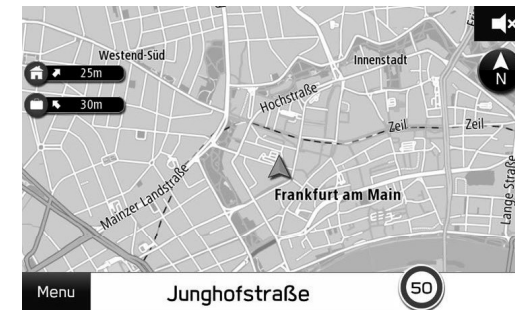 Westend-Süd
Innenstadt
25m
30m
Hochstraße
Zeil
Zeil
N
Mainzer Landstraße
Frankfurt am Main
Lange Straße
Menu
Junghofstraße
50